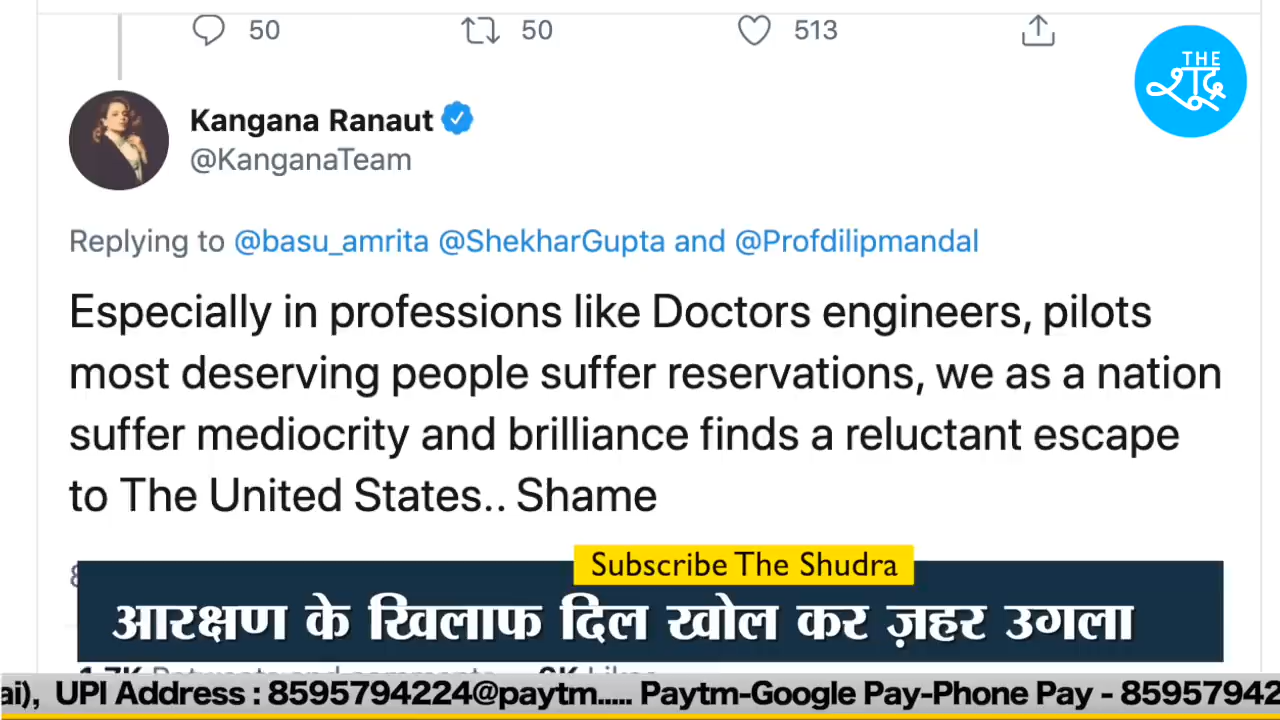 50 50 513
THE
शूद्र
Kangana Ranaut
@KanganaTeam
Replying to @basu_amrita @ShekharGupta and @Profdilipmandal
Especially in professions like Doctors engineers, pilots
most deserving people suffer reservations, we as a nation
suffer mediocrity and brilliance finds a reluctant escape
to The United States.. Shame
Subscribe The Shudra
आरक्षण के खिलाफ दिल खोल कर ज़हर उगला
ai), UPI Address : 8595794224@paytm..... Paytm-Google Pay-Phone Pay - 85957942